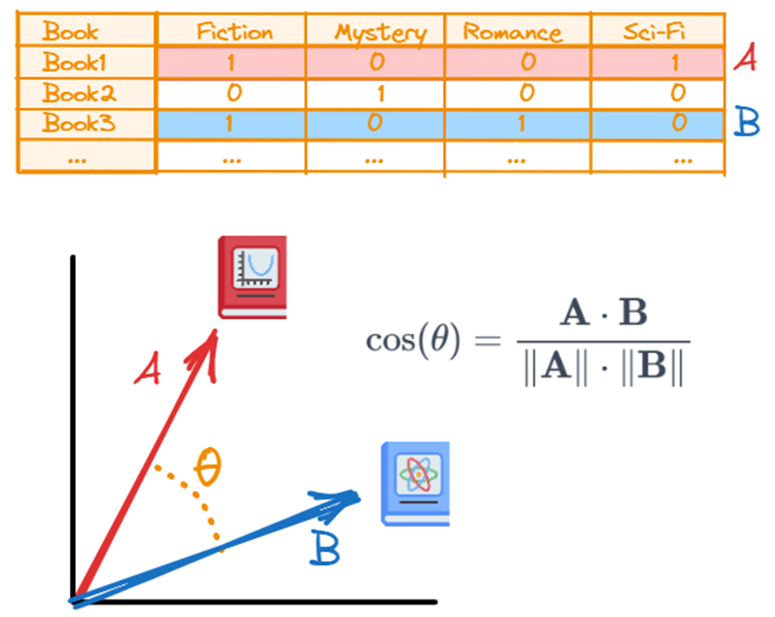 Book Fiction Mystery Romance Sci-Fi
Book1 1 0 0 1 A
Book2 0 1 0 0
Book3 1 0 1 0 B
... ... ... ... ...
cos(θ) = A · B / ‖A‖ · ‖B‖
A
θ
B